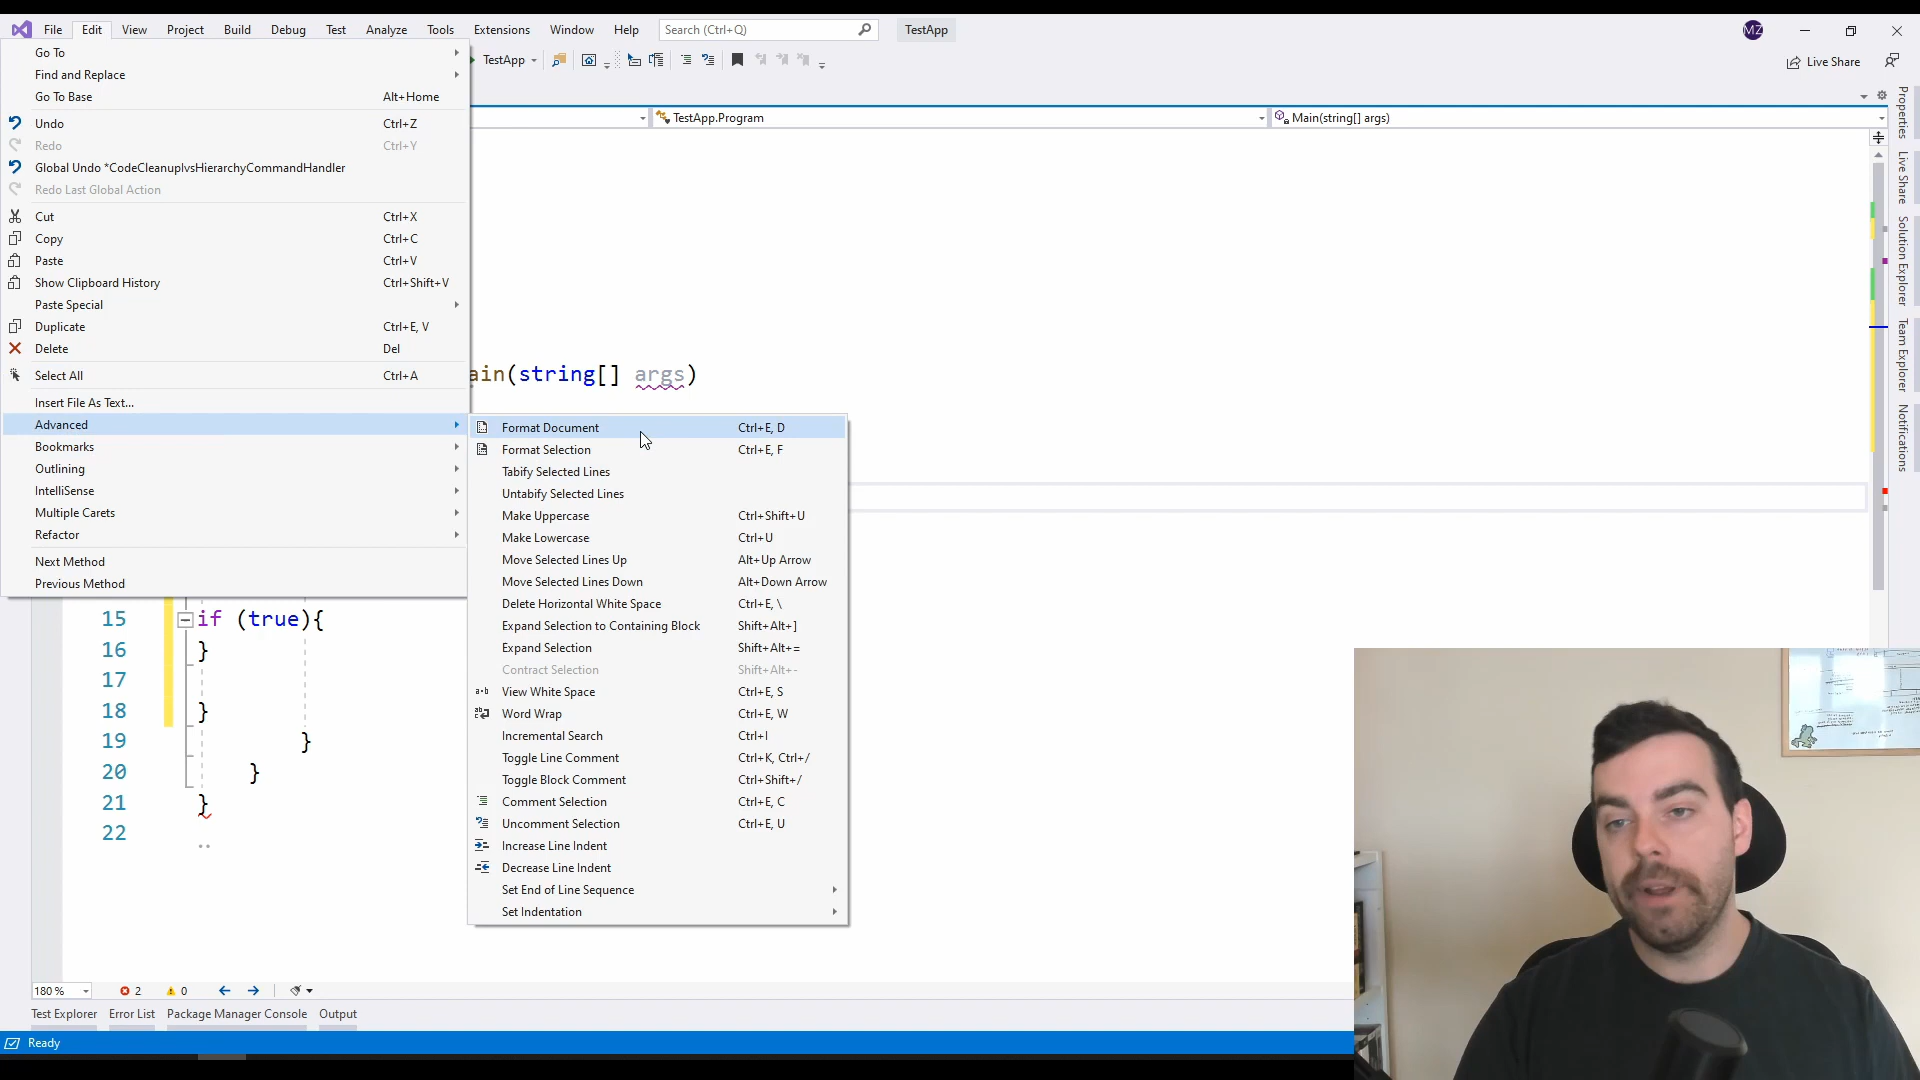 File Edit View Project Build Debug Test Analyze Tools Extensions Window Help Search (Ctrl+Q) TestApp MZ
Go To
Find and Replace
Go To Base Alt+Home
Undo Ctrl+Z
Redo Ctrl+Y
Global Undo *CodeCleanupIvsHierarchyCommandHandler
Redo Last Global Action
Cut Ctrl+X
Copy Ctrl+C
Paste Ctrl+V
Show Clipboard History Ctrl+Shift+V
Paste Special
Duplicate Ctrl+E, V
Delete Del
Select All Ctrl+A
Insert File As Text...
Advanced
Bookmarks
Outlining
IntelliSense
Multiple Carets
Refactor
Next Method
Previous Method
TestApp
Live Share
TestApp.Program
Main(string[] args)
ain(string[] args)
Format Document Ctrl+E, D
Format Selection Ctrl+E, F
Tabify Selected Lines
Untabify Selected Lines
Make Uppercase Ctrl+Shift+U
Make Lowercase Ctrl+U
Move Selected Lines Up Alt+Up Arrow
Move Selected Lines Down Alt+Down Arrow
Delete Horizontal White Space Ctrl+E, \
Expand Selection to Containing Block Shift+Alt+]
Expand Selection Shift+Alt+=
Contract Selection Shift+Alt+-
View White Space Ctrl+E, S
Word Wrap Ctrl+E, W
Incremental Search Ctrl+I
Toggle Line Comment Ctrl+K, Ctrl+/
Toggle Block Comment Ctrl+Shift+/
Comment Selection Ctrl+E, C
Uncomment Selection Ctrl+E, U
Increase Line Indent
Decrease Line Indent
Set End of Line Sequence
Set Indentation
15 if (true){
16 }
17
18 }
19 }
20 }
21 }
22
Properties
Live Share
Solution Explorer
Team Explorer
Notifications
180 % 2 0
Test Explorer Error List Package Manager Console Output
Ready